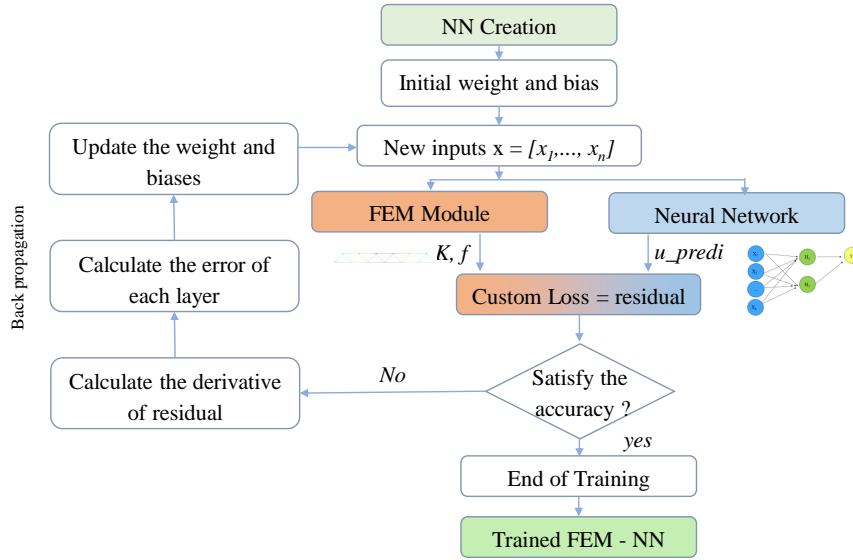 NN Creation
Initial weight and bias
Update the weight and
biases
New inputs x = [x1,..., xn]
FEM Module
Neural Network
Back propagation
Calculate the error of
each layer
K, f
u_predi
Custom Loss = residual
Calculate the derivative
of residual
No
Satisfy the
accuracy ?
yes
End of Training
Trained FEM - NN